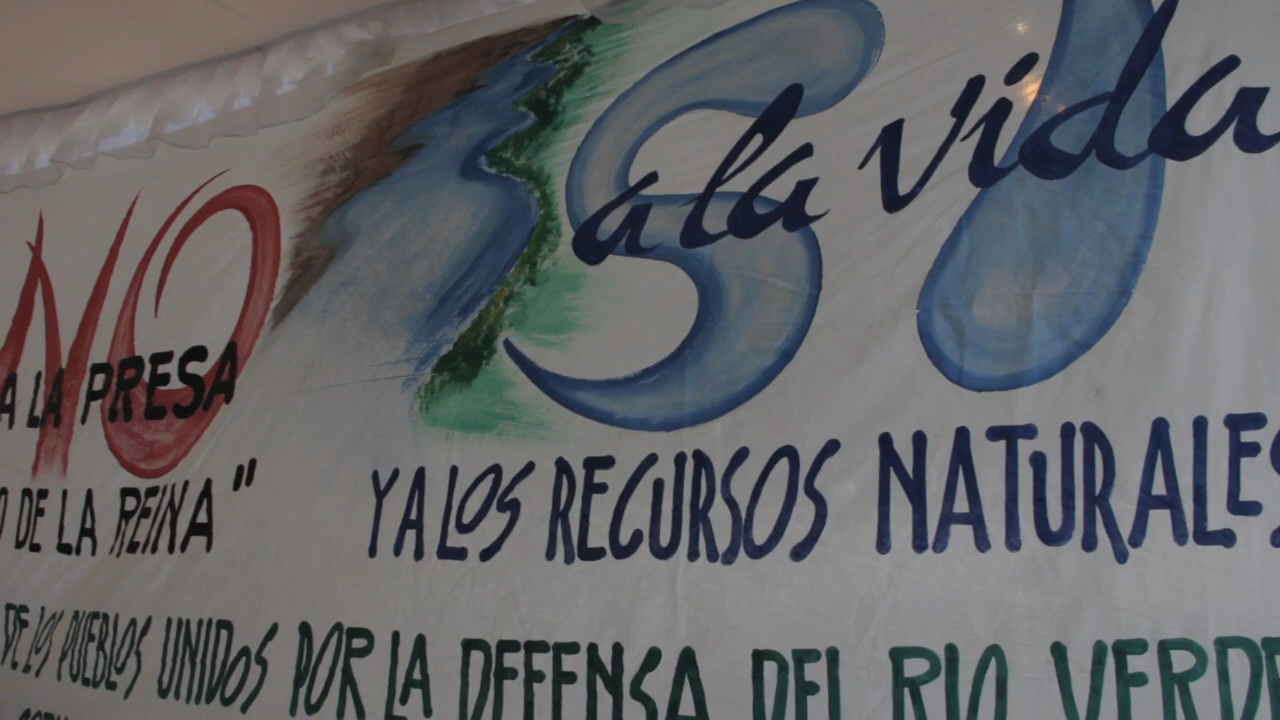 NO
A LA PRESA
DE LA REINA"
SI
a la vida
Y A LOS RECURSOS NATURALES
DE LOS PUEBLOS UNIDOS POR LA DEFENSA DEL RIO VERDE